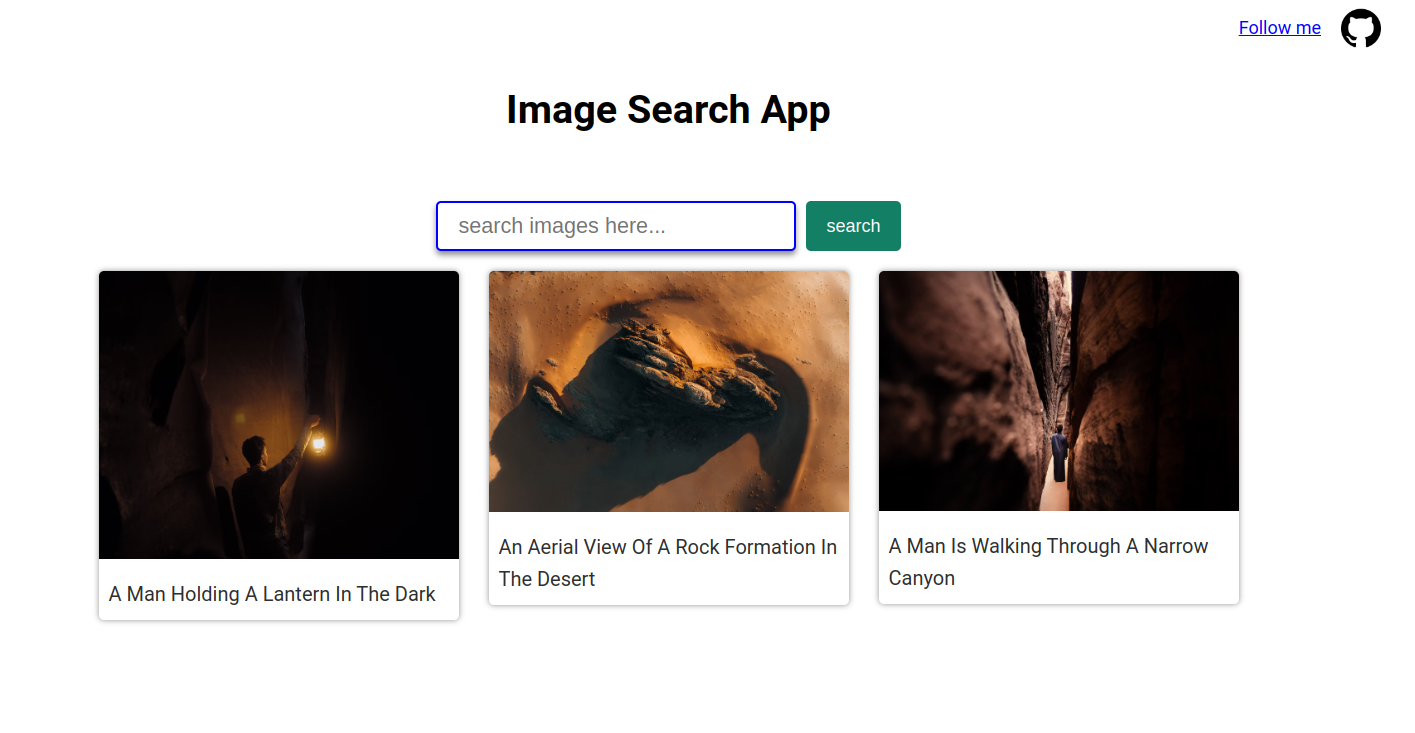 Follow me
Image Search App
search images here...
search
A Man Holding A Lantern In The Dark
An Aerial View Of A Rock Formation In
The Desert
A Man Is Walking Through A Narrow
Canyon